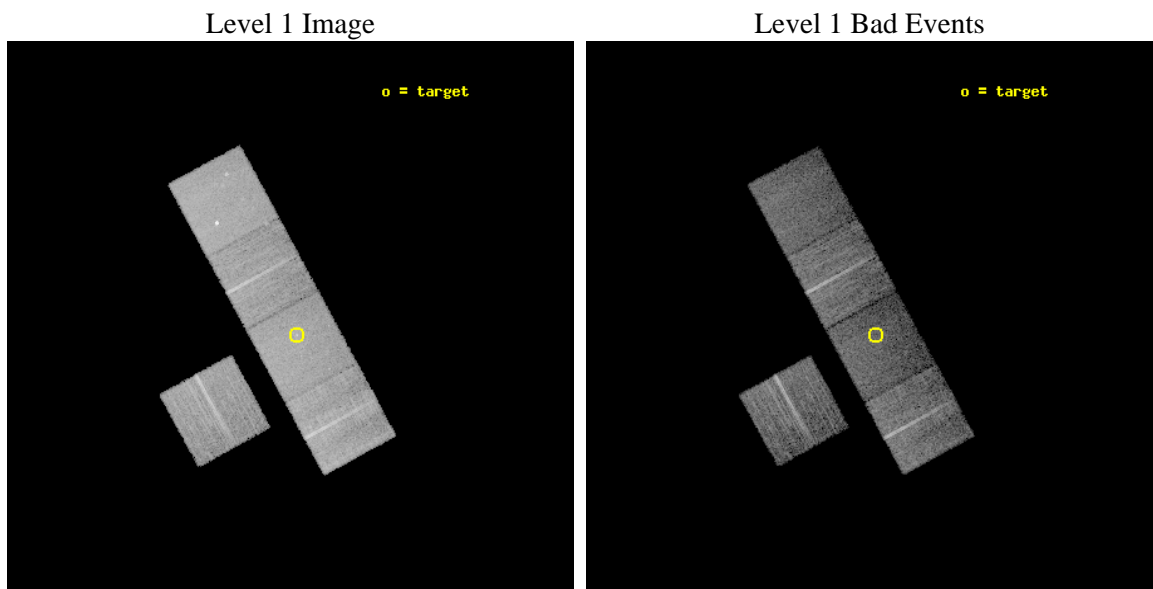 Level 1 Image
Level 1 Bad Events
o = target
o = target